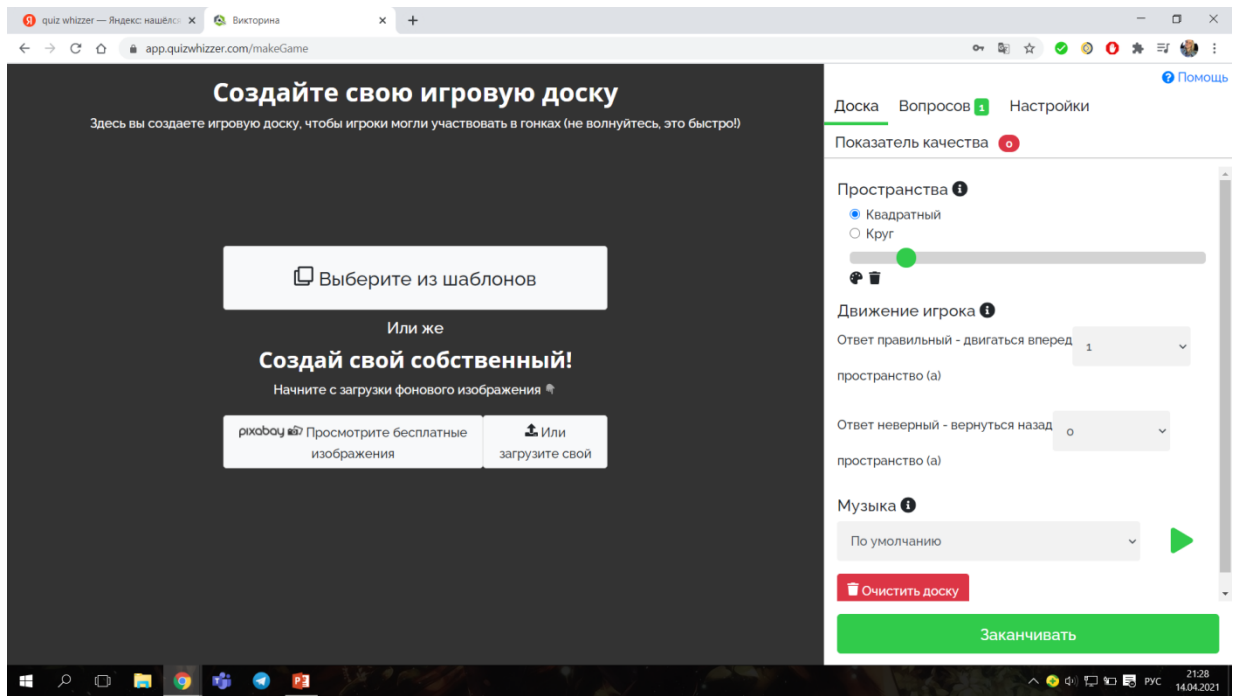 quiz whizzer — Яндекс: нашёлся
Викторина
app.quizwhizzer.com/makeGame
Создайте свою игровую доску
Здесь вы создаете игровую доску, чтобы игроки могли участвовать в гонках (не волнуйтесь, это быстро!)
Выберите из шаблонов
Или же
Создай свой собственный!
Начните с загрузки фонового изображения
pixabay Просмотрите бесплатные
изображения
Или
загрузите свой
Помощь
Доска Вопросов 1 Настройки
Показатель качества 0
Пространства
Квадратный
Круг
Движение игрока
Ответ правильный - двигаться вперед 1
пространство (а)
Ответ неверный - вернуться назад 0
пространство (а)
Музыка
По умолчанию
Очистить доску
Заканчивать
РУС
21:28
14.04.2021